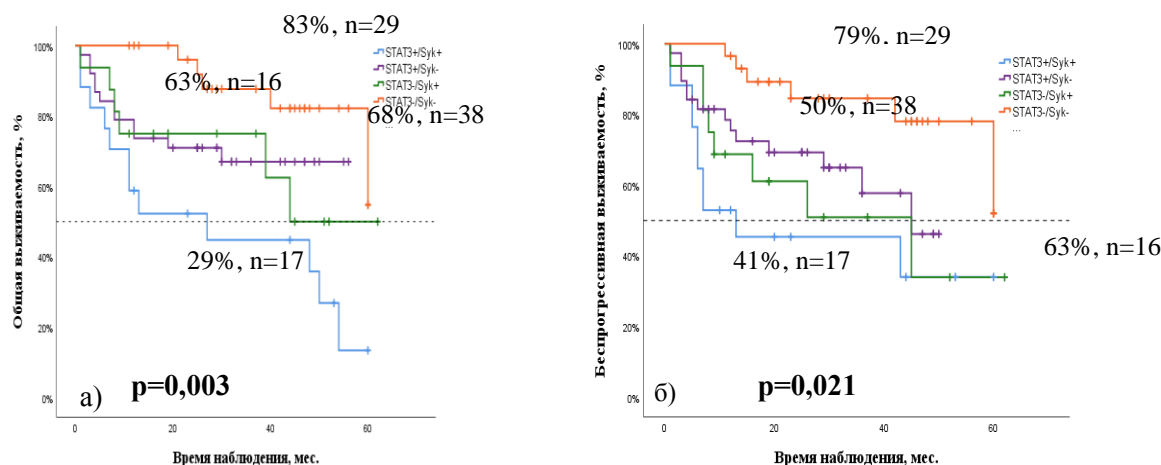 83%, n=29
Общая выживаемость, %
100%
80%
60%
40%
20%
0%
STAT3+/Syk+
STAT3+/Syk-
STAT3-/Syk+
STAT3-/Syk-
...
63%, n=16
68%, n=38
29%, n=17
а)
p=0,003
0
20
40
60
Время наблюдения, мес.
79%, n=29
Беспрогрессивная выживаемость, %
100%
80%
60%
40%
20%
0%
STAT3+/Syk+
STAT3+/Syk-
STAT3-/Syk+
STAT3-/Syk-
...
50%, n=38
63%, n=16
41%, n=17
б)
p=0,021
0
20
40
60
Время наблюдения, мес.